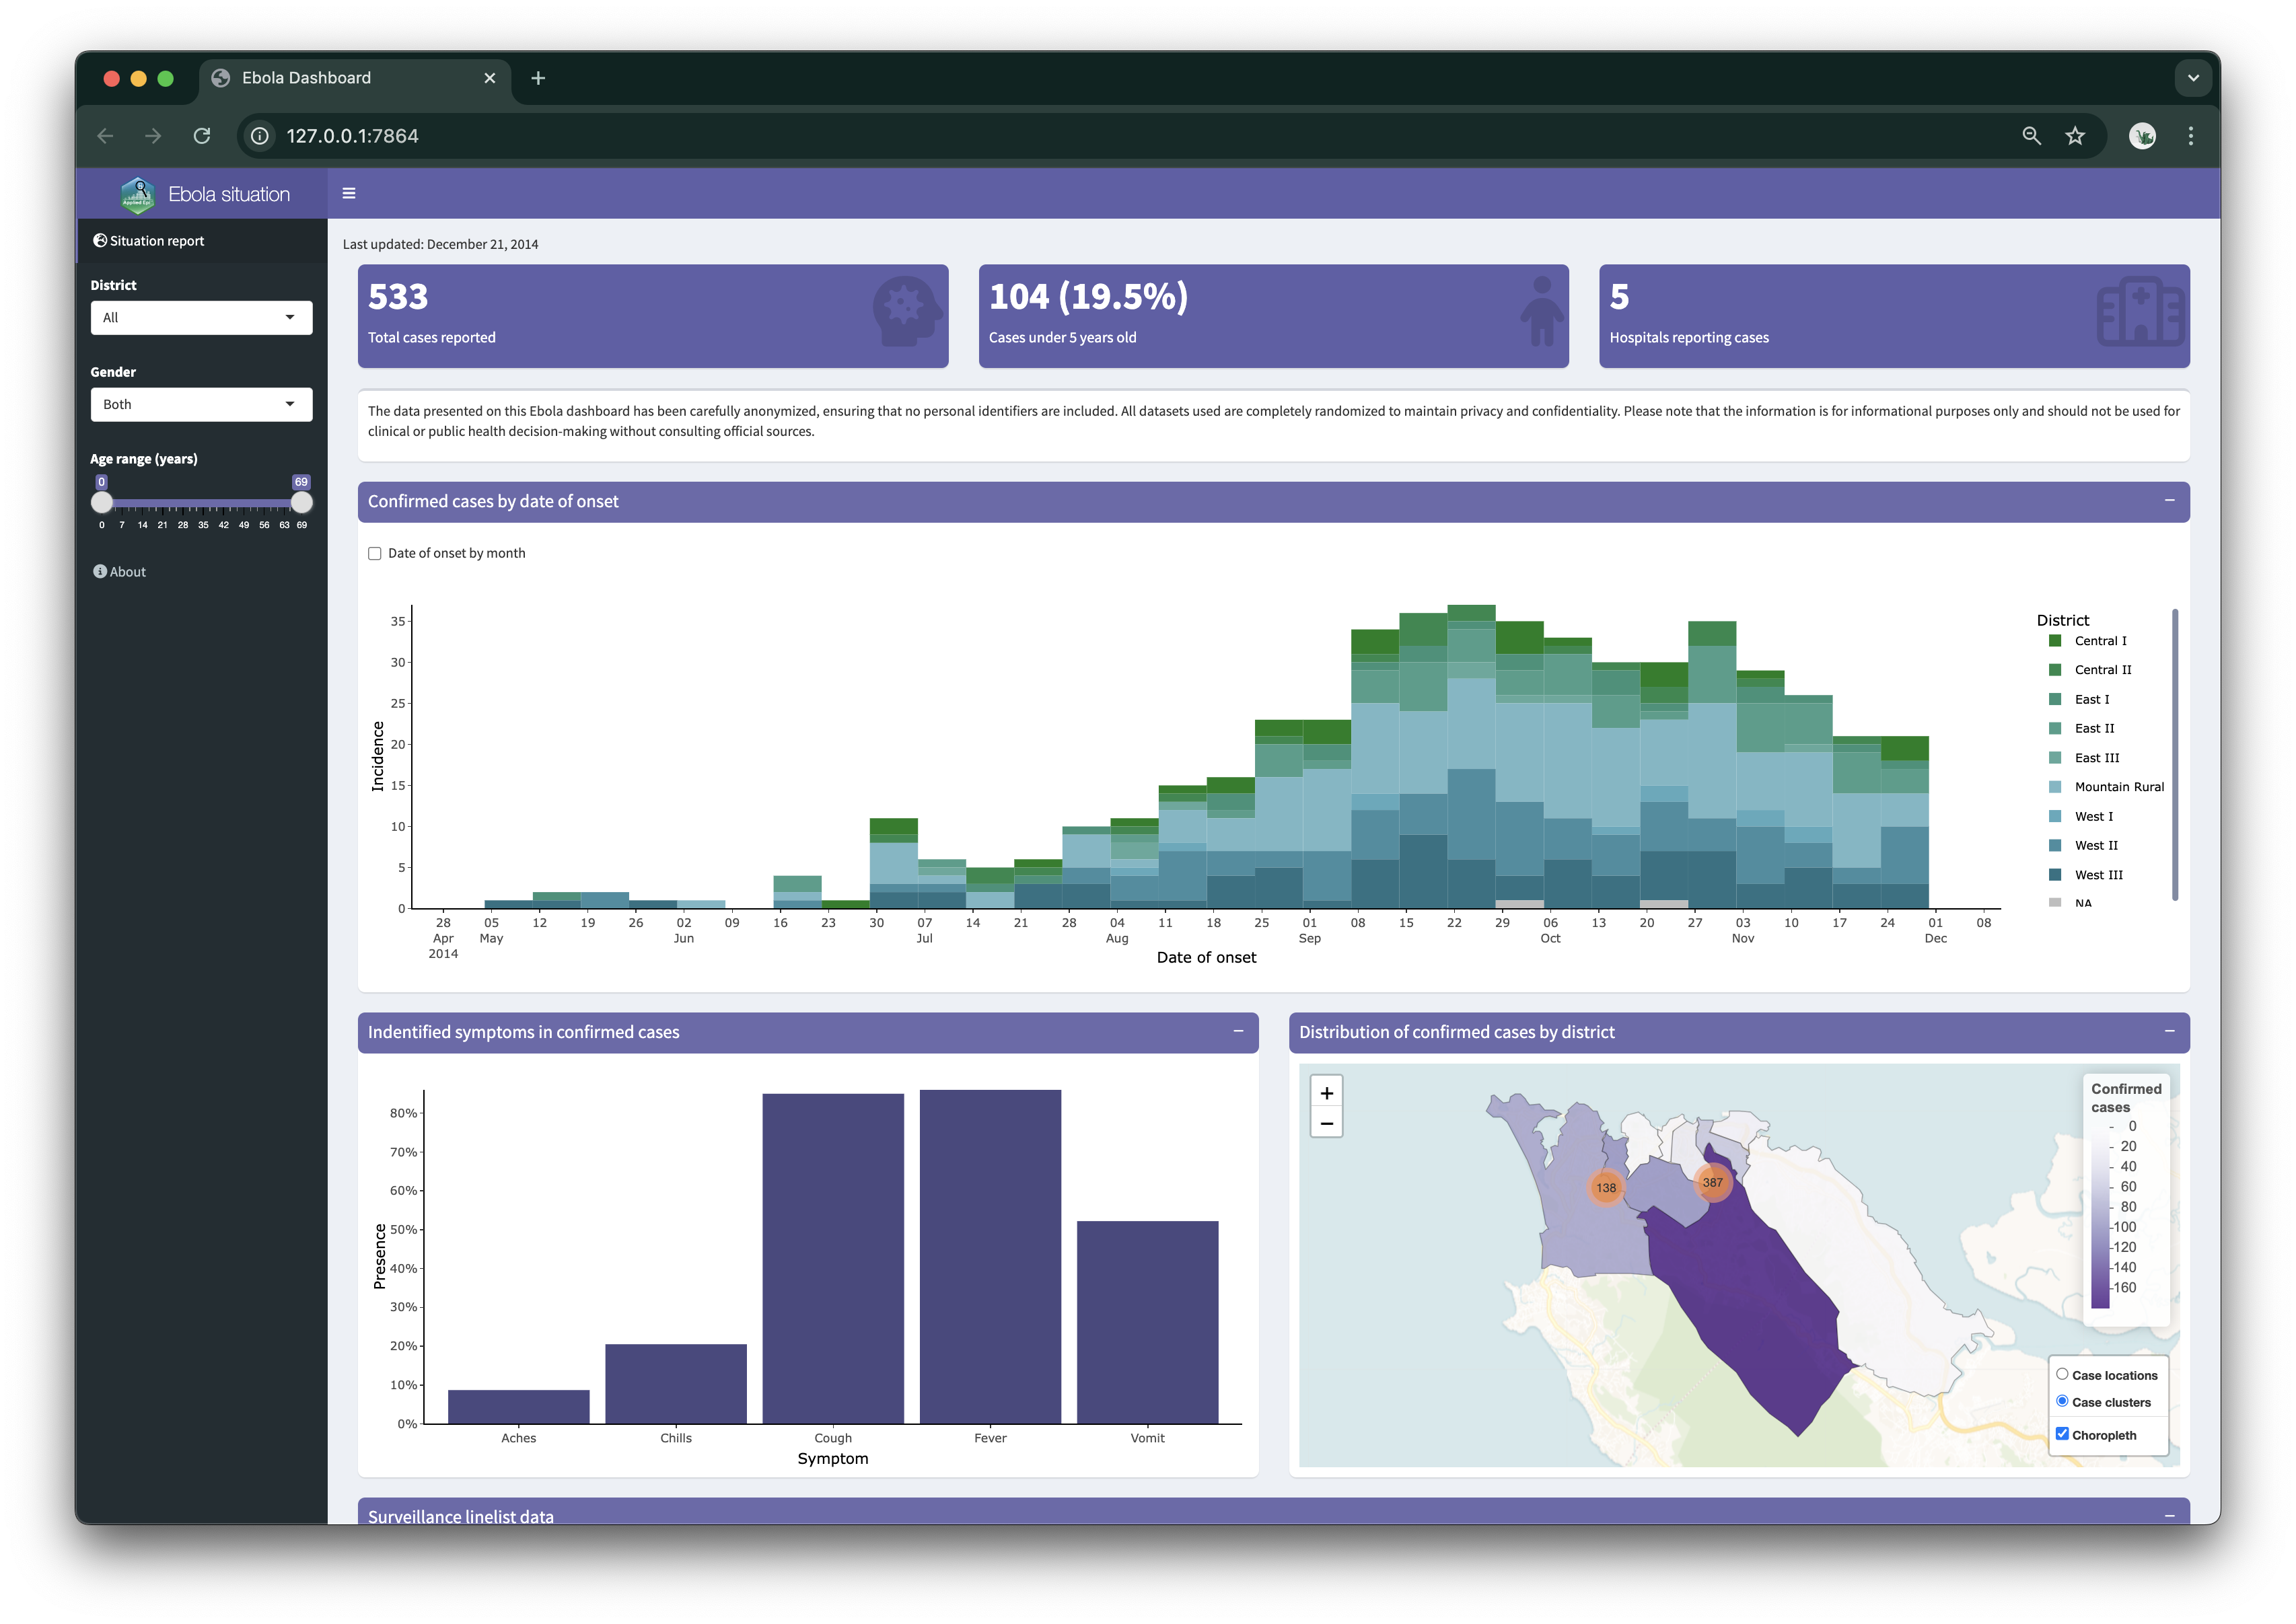 Ebola Dashboard
127.0.0.1:7864
Applied Epi
Ebola situation
Situation report
District
All
Gender
Both
Age range (years)
0 69
0 7 14 21 28 35 42 49 56 63 69
About
Last updated: December 21, 2014
533
Total cases reported
104 (19.5%)
Cases under 5 years old
5
Hospitals reporting cases
The data presented on this Ebola dashboard has been carefully anonymized, ensuring that no personal identifiers are included. All datasets used are completely randomized to maintain privacy and confidentiality. Please note that the information is for informational purposes only and should not be used for
clinical or public health decision-making without consulting official sources.
Confirmed cases by date of onset
Date of onset by month
Incidence
35
30
25
20
15
10
5
0
28 05 12 19 26 02 09 16 23 30 07 14 21 28 04 11 18 25 01 08 15 22 29 06 13 20 27 03 10 17 24 01 08
Apr May Jun Jul Aug Sep Oct Nov Dec
2014
Date of onset
District
Central I
Central II
East I
East II
East III
Mountain Rural
West I
West II
West III
NA
Indentified symptoms in confirmed cases
Presence
80%
70%
60%
50%
40%
30%
20%
10%
0%
Aches Chills Cough Fever Vomit
Symptom
Distribution of confirmed cases by district
+
−
138
387
Confirmed
cases
0
20
40
60
80
100
120
140
160
Case locations
Case clusters
Choropleth
Surveillance linelist data